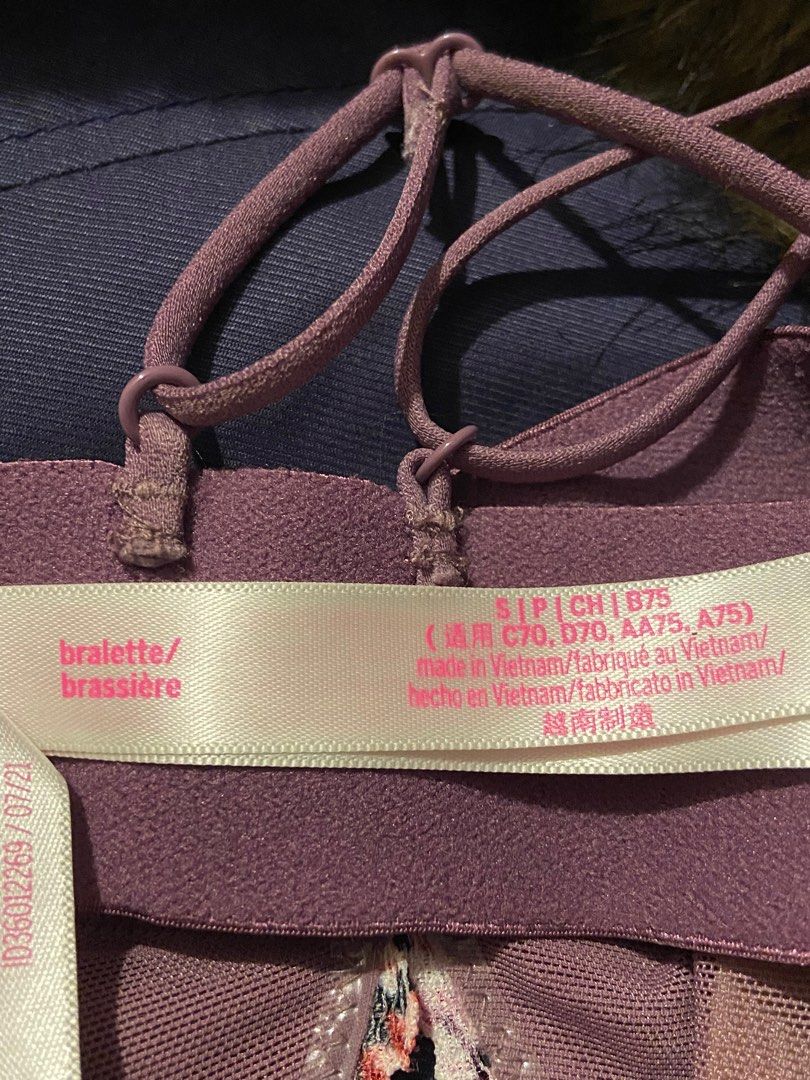 bralette/
brassière
S | P | CH | B75
( 适用 C70, D70, AA75, A75)
made in Vietnam/fabriqué au Vietnam/
hecho en Vietnam/fabbricato in Vietnam/
越南制造
ID36012269 / 07/21